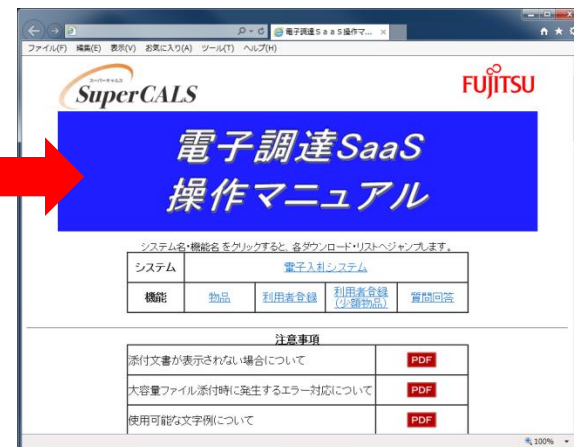 電子調達SaaS操作マ...
ファイル(F) 編集(E) 表示(V) お気に入り(A) ツール(T) ヘルプ(H)
スーパーキャルス
SuperCALS
FUJITSU
電子調達SaaS
操作マニュアル
システム名・機能名をクリックすると、各ダウンロード・リストへジャンプします。
システム 電子入札システム
機能 物品 利用者登録 利用者登録(少額物品) 質問回答
注意事項
添付文書が表示されない場合について PDF
大容量ファイル添付時に発生するエラー対応について PDF
使用可能な文字例について PDF
100%